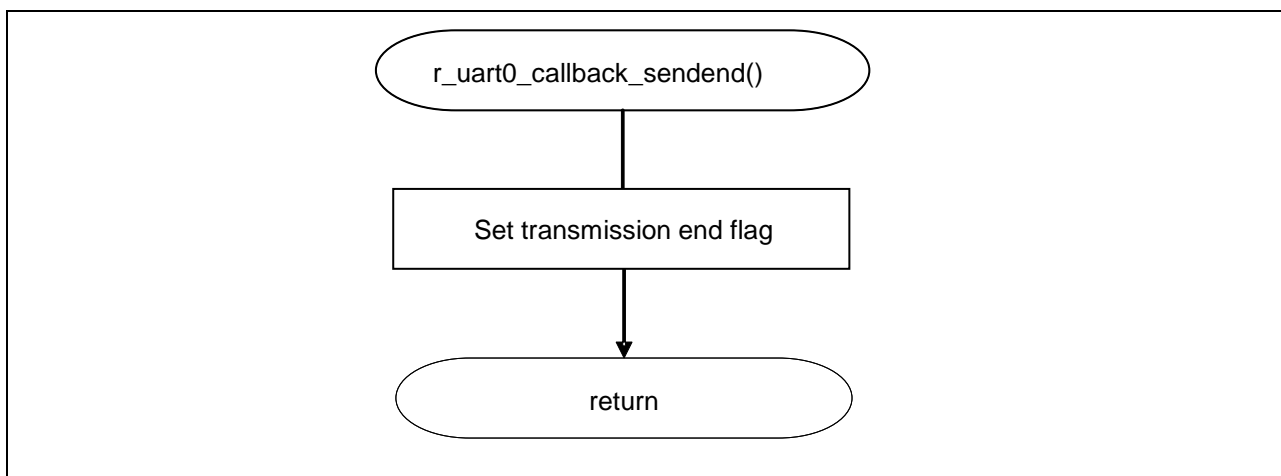 r_uart0_callback_sendend()
Set transmission end flag
return